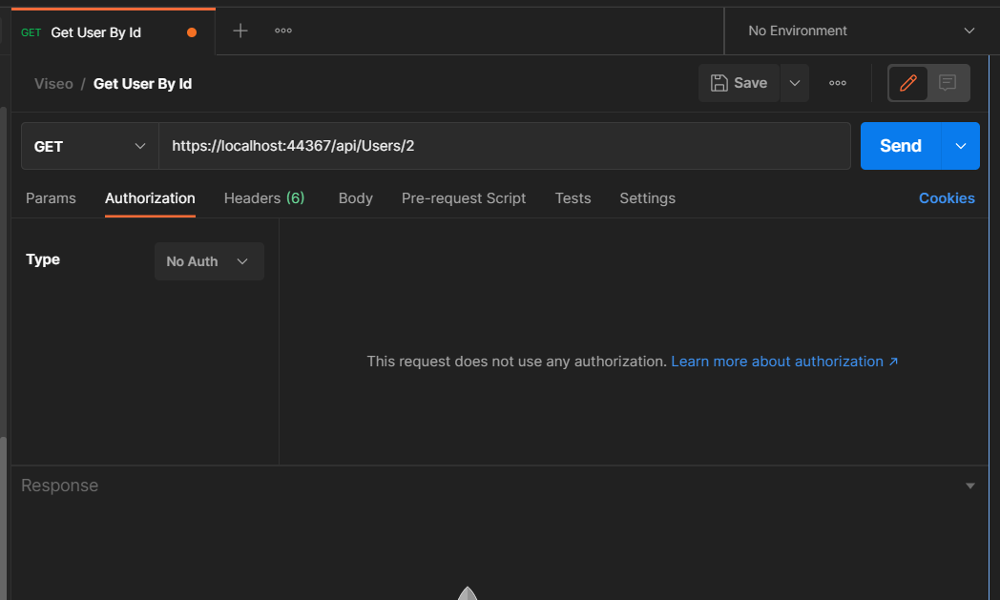 GET Get User By Id
No Environment
Viseo / Get User By Id
Save
GET
https://localhost:44367/api/Users/2
Send
Params Authorization Headers (6) Body Pre-request Script Tests Settings Cookies
Type
No Auth
This request does not use any authorization. Learn more about authorization ↗
Response